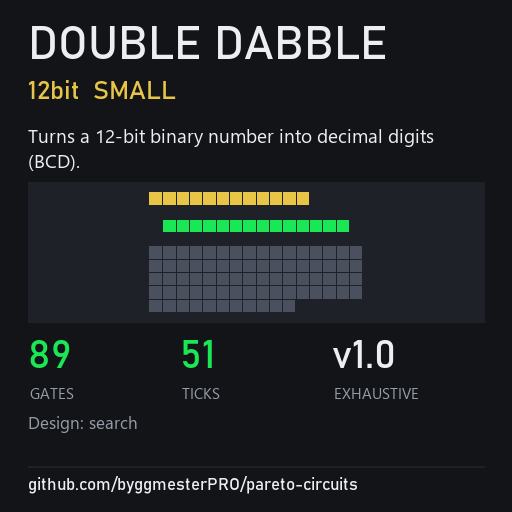 DOUBLE DABBLE
12bit SMALL
Turns a 12-bit binary number into decimal digits
(BCD).
89 51 v1.0
GATES TICKS EXHAUSTIVE
Design: search
github.com/byggmesterPRO/pareto-circuits